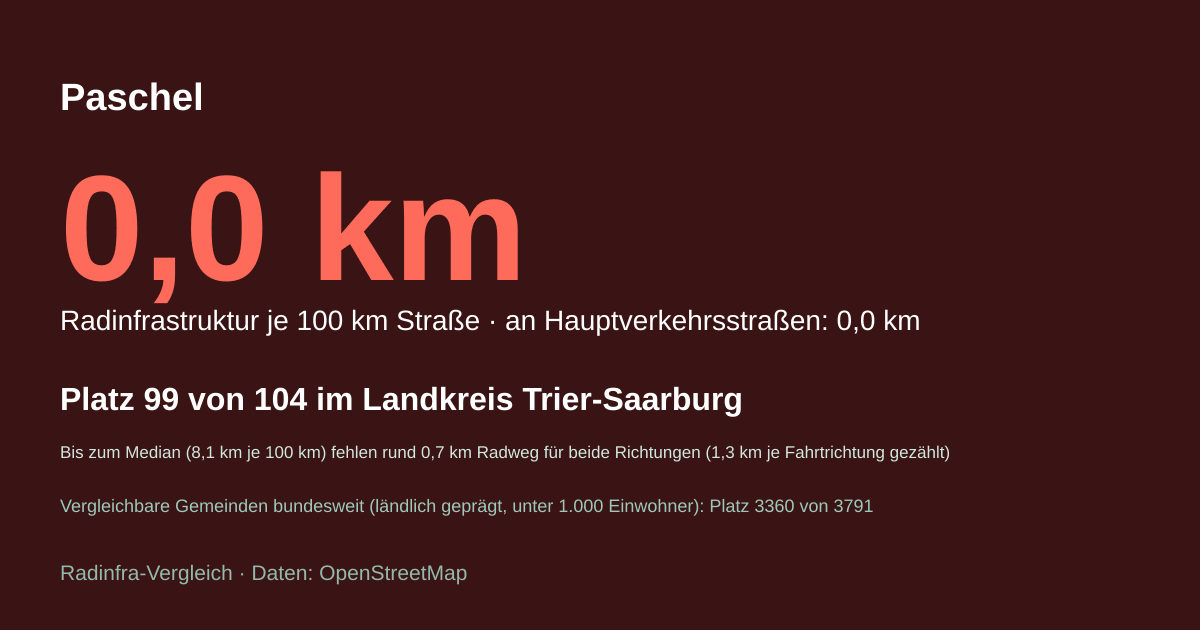 Paschel
0,0 km
Radinfrastruktur je 100 km Straße · an Hauptverkehrsstraßen: 0,0 km
Platz 99 von 104 im Landkreis Trier-Saarburg
Bis zum Median (8,1 km je 100 km) fehlen rund 0,7 km Radweg für beide Richtungen (1,3 km je Fahrtrichtung gezählt)
Vergleichbare Gemeinden bundesweit (ländlich geprägt, unter 1.000 Einwohner): Platz 3360 von 3791
Radinfra-Vergleich · Daten: OpenStreetMap